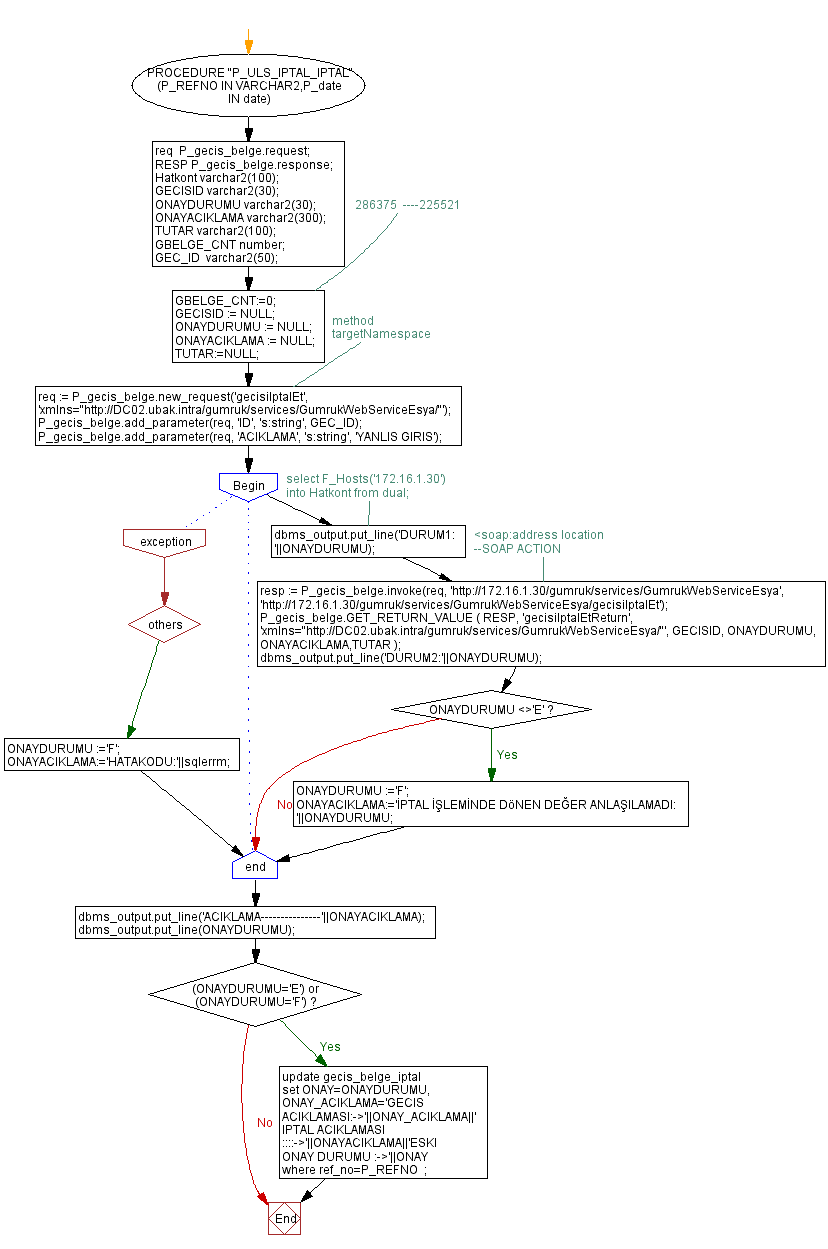 PROCEDURE "P_ULS_IPTAL_IPTAL"
(P_REFNO IN VARCHAR2,P_date
IN date)
req  P_gecis_belge.request;
RESP P_gecis_belge.response;
Hatkont varchar2(100);
GECISID varchar2(30);
ONAYDURUMU varchar2(30);
ONAYACIKLAMA varchar2(300);
TUTAR varchar2(100);
GBELGE_CNT number;
GEC_ID  varchar2(50);
286375  ----225521
GBELGE_CNT:=0;
GECISID := NULL;
ONAYDURUMU := NULL;
ONAYACIKLAMA := NULL;
TUTAR:=NULL;
method
targetNamespace
req := P_gecis_belge.new_request('gecisiIptalEt',
'xmlns="http://DC02.ubak.intra/gumruk/services/GumrukWebServiceEsya/"');
P_gecis_belge.add_parameter(req, 'ID', 's:string', GEC_ID);
P_gecis_belge.add_parameter(req, 'ACIKLAMA', 's:string', 'YANLIS GIRIS');
Begin
select F_Hosts('172.16.1.30')
into Hatkont from dual;
exception
dbms_output.put_line('DURUM1:
'||ONAYDURUMU);
<soap:address location
--SOAP ACTION
others
resp := P_gecis_belge.invoke(req, 'http://172.16.1.30/gumruk/services/GumrukWebServiceEsya',
'http://172.16.1.30/gumruk/services/GumrukWebServiceEsya/gecisiIptalEt');
P_gecis_belge.GET_RETURN_VALUE ( RESP, 'gecisiIptalEtReturn',
'xmlns="http://DC02.ubak.intra/gumruk/services/GumrukWebServiceEsya/"', GECISID, ONAYDURUMU,
ONAYACIKLAMA,TUTAR );
dbms_output.put_line('DURUM2:'||ONAYDURUMU);
ONAYDURUMU <>'E' ?
ONAYDURUMU :='F';
ONAYACIKLAMA:='HATAKODU:'||sqlerrm;
Yes
No
ONAYDURUMU :='F';
ONAYACIKLAMA:='İPTAL İŞLEMİNDE DöNEN DEĞER ANLAŞILAMADI:
'||ONAYDURUMU;
end
dbms_output.put_line('ACIKLAMA---------------'||ONAYACIKLAMA);
dbms_output.put_line(ONAYDURUMU);
(ONAYDURUMU='E') or
(ONAYDURUMU='F') ?
Yes
No
update gecis_belge_iptal
set ONAY=ONAYDURUMU,
ONAY_ACIKLAMA='GECIS
ACIKLAMASI:->'||ONAY_ACIKLAMA||'
IPTAL ACIKLAMASI
::::->'||ONAYACIKLAMA||'ESKI
ONAY DURUMU :->'||ONAY
where ref_no=P_REFNO  ;
End